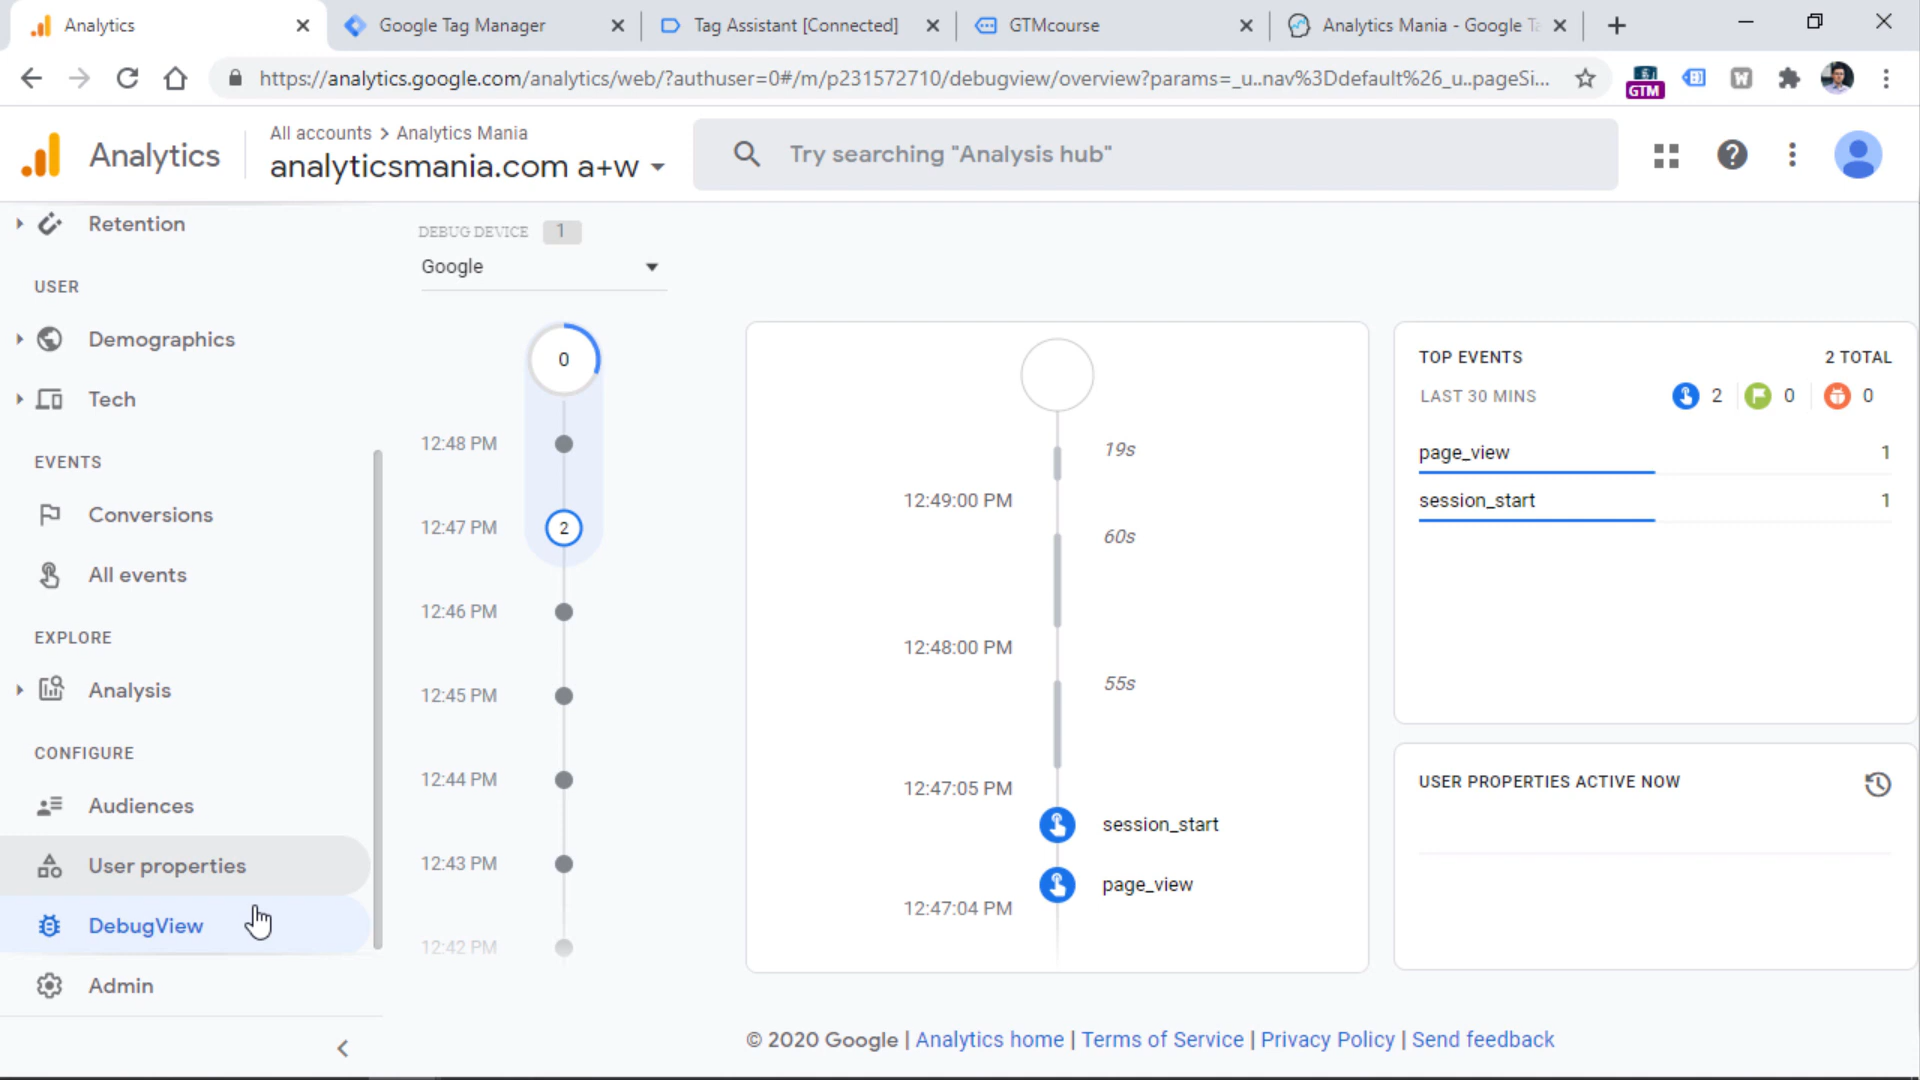 Analytics
Google Tag Manager
Tag Assistant [Connected]
GTMcourse
Analytics Mania - Google Ta
https://analytics.google.com/analytics/web/?authuser=0#/m/p231572710/debugview/overview?params=_u..nav%3Ddefault%26_u..pageSi...
GTM
W
Analytics
All accounts > Analytics Mania
analyticsmania.com a+w
Try searching "Analysis hub"
Retention
USER
Demographics
Tech
EVENTS
Conversions
All events
EXPLORE
Analysis
CONFIGURE
Audiences
User properties
DebugView
Admin
DEBUG DEVICE 1
Google
0
12:48 PM
12:47 PM 2
12:46 PM
12:45 PM
12:44 PM
12:43 PM
12:42 PM
19s
12:49:00 PM
60s
12:48:00 PM
55s
12:47:05 PM
session_start
page_view
12:47:04 PM
TOP EVENTS 2 TOTAL
LAST 30 MINS 2 0 0
page_view 1
session_start 1
USER PROPERTIES ACTIVE NOW
© 2020 Google | Analytics home | Terms of Service | Privacy Policy | Send feedback